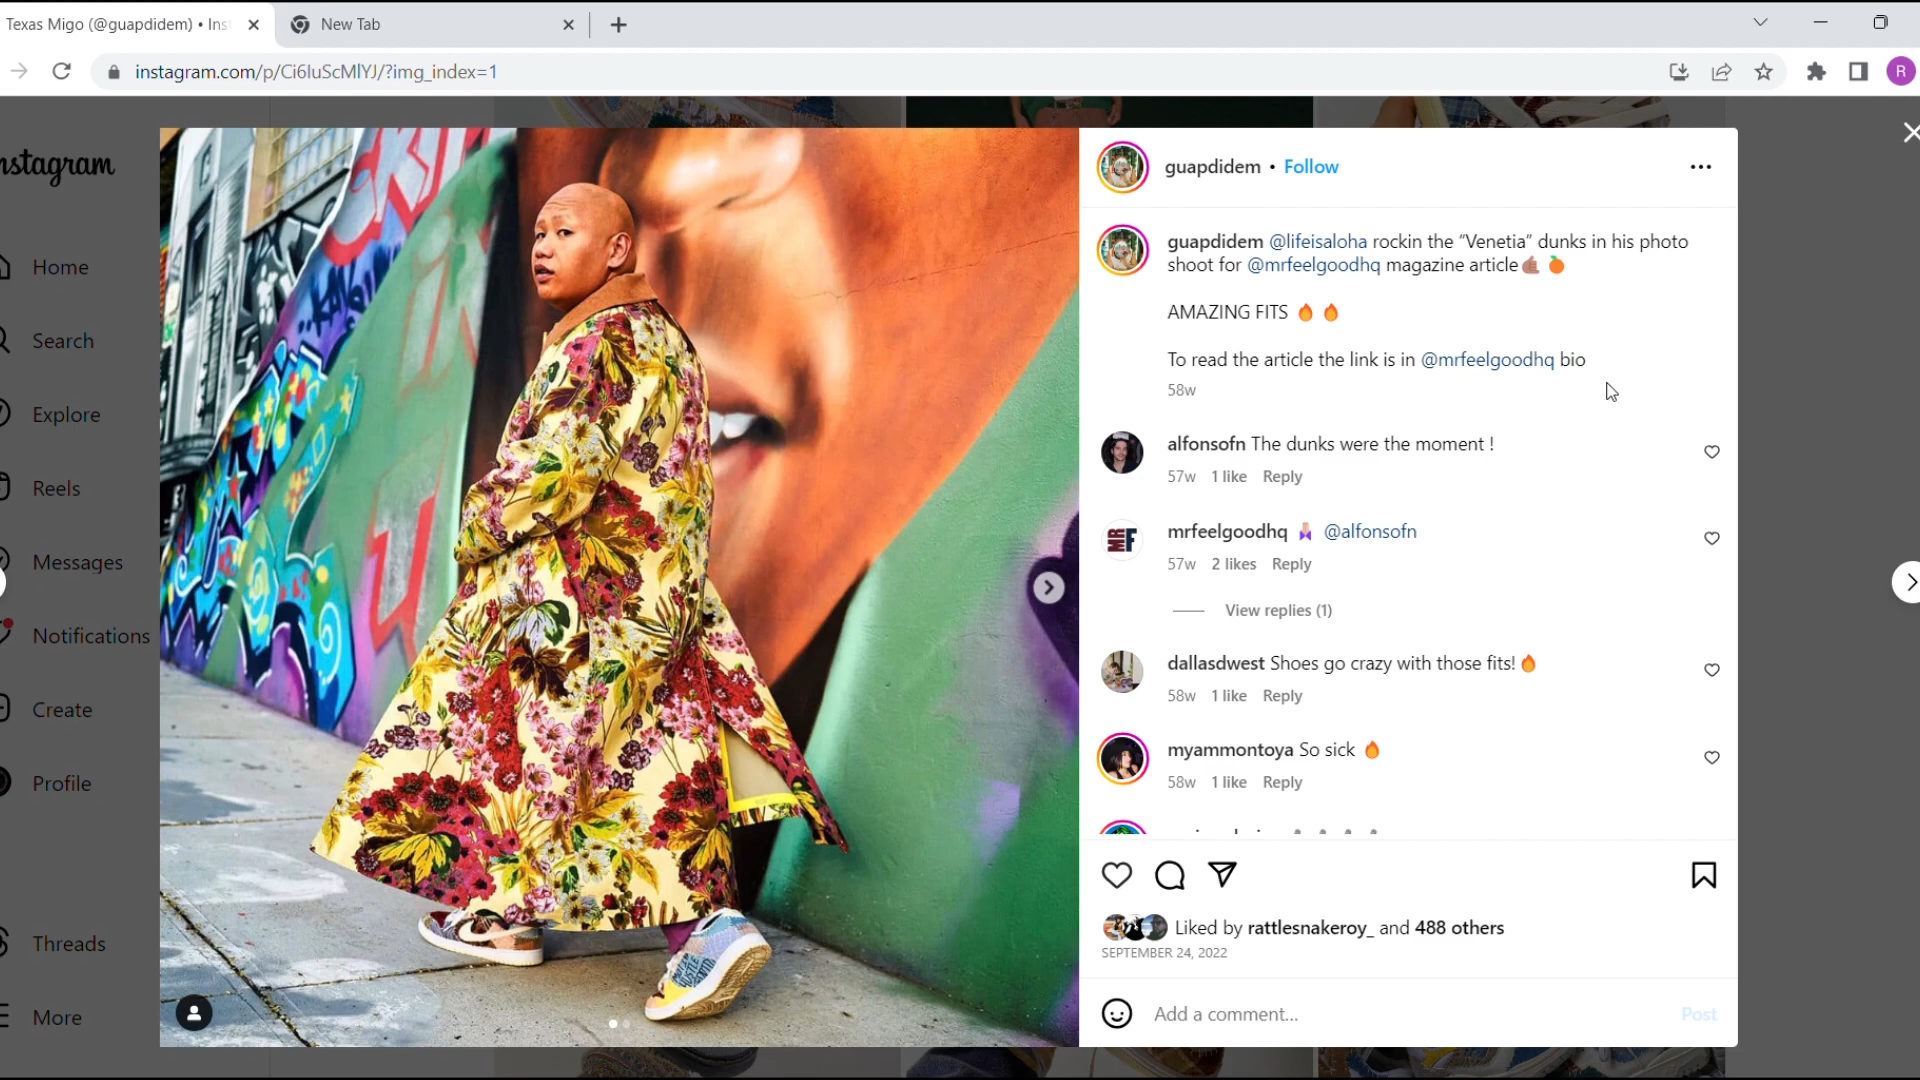 Texas Migo (@guapdidem) • Ins
New Tab
instagram.com/p/Ci6IuScMlYJ/?img_index=1
nstagram
Home
Search
Explore
Reels
Messages
Notifications
Create
Profile
Threads
More
guapdidem • Follow
guapdidem @lifeisaloha rockin the “Venetia” dunks in his photo
shoot for @mrfeelgoodhq magazine article🤙🏽🍊
AMAZING FITS 🔥 🔥
To read the article the link is in @mrfeelgoodhq bio
58w
alfonsofn The dunks were the moment !
57w 1 like Reply
MRF
mrfeelgoodhq @alfonsofn
57w 2 likes Reply
View replies (1)
dallasdwest Shoes go crazy with those fits! 🔥
58w 1 like Reply
myammontoya So sick 🔥
58w 1 like Reply
Liked by rattlesnakeroy_ and 488 others
SEPTEMBER 24, 2022
Add a comment...
Post
R